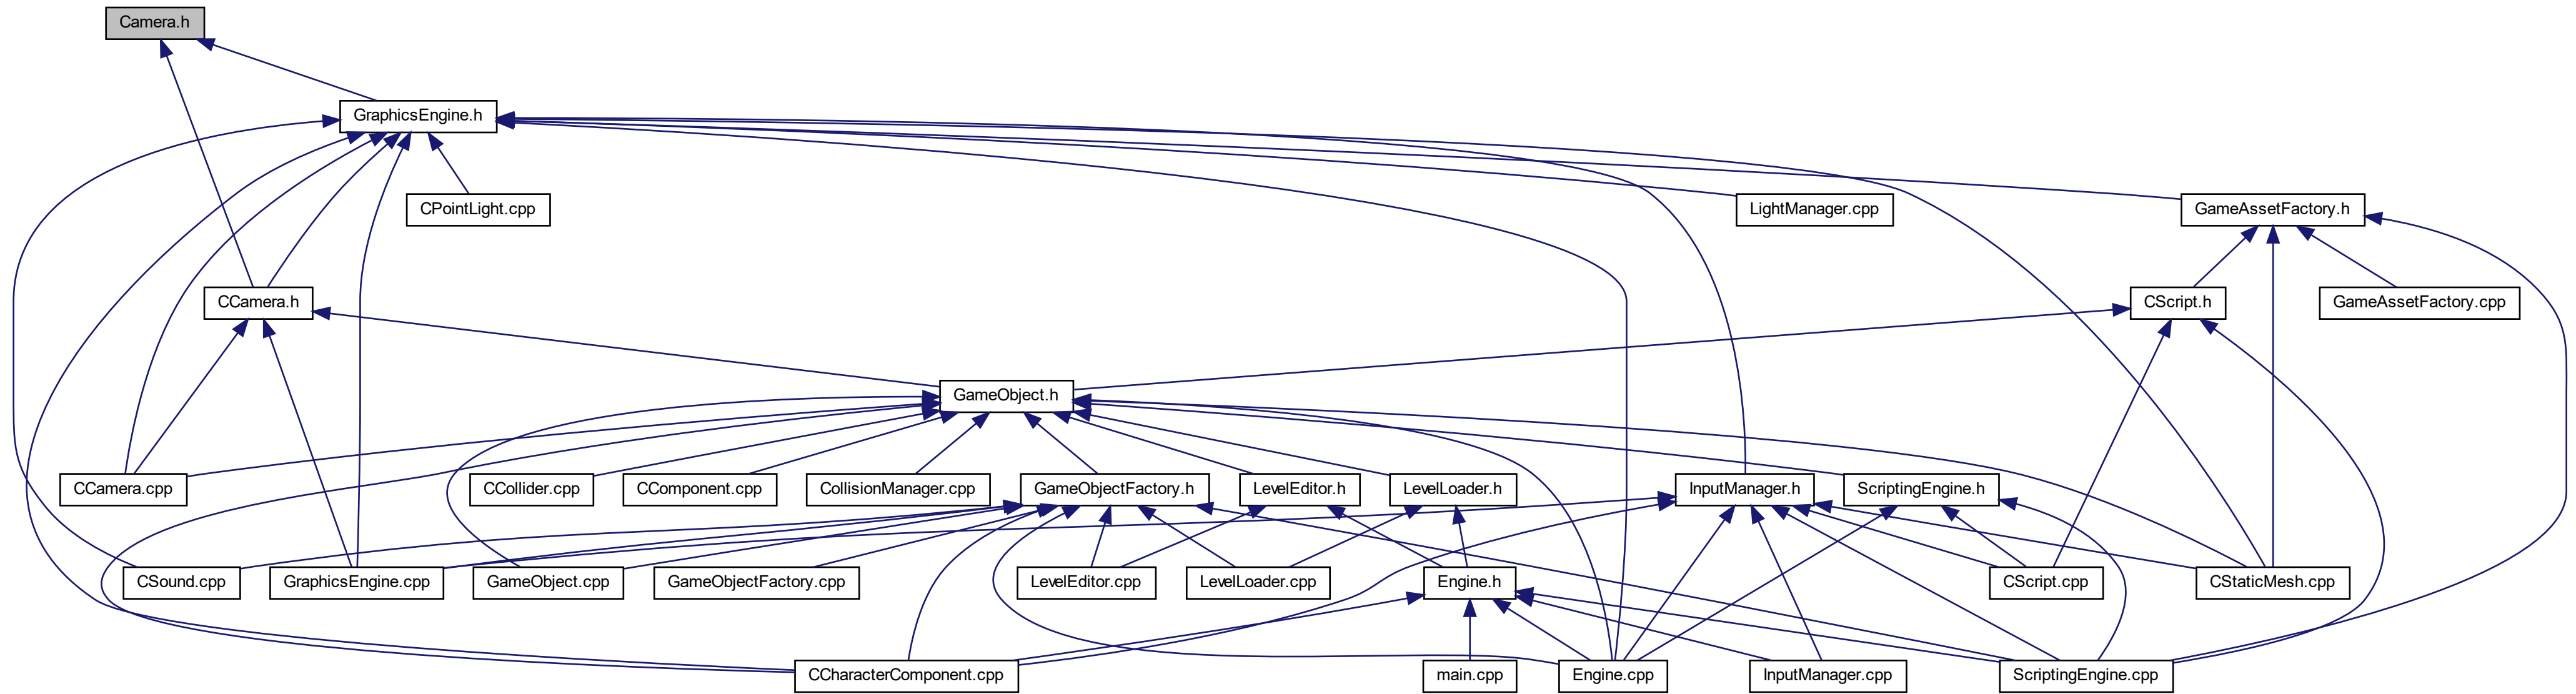 Camera.h
GraphicsEngine.h
CPointLight.cpp
LightManager.cpp
GameAssetFactory.h
CCamera.h
CScript.h
GameAssetFactory.cpp
GameObject.h
CCamera.cpp
CCollider.cpp
CComponent.cpp
CollisionManager.cpp
GameObjectFactory.h
LevelEditor.h
LevelLoader.h
InputManager.h
ScriptingEngine.h
CSound.cpp
GraphicsEngine.cpp
GameObject.cpp
GameObjectFactory.cpp
LevelEditor.cpp
LevelLoader.cpp
Engine.h
CScript.cpp
CStaticMesh.cpp
CCharacterComponent.cpp
main.cpp
Engine.cpp
InputManager.cpp
ScriptingEngine.cpp